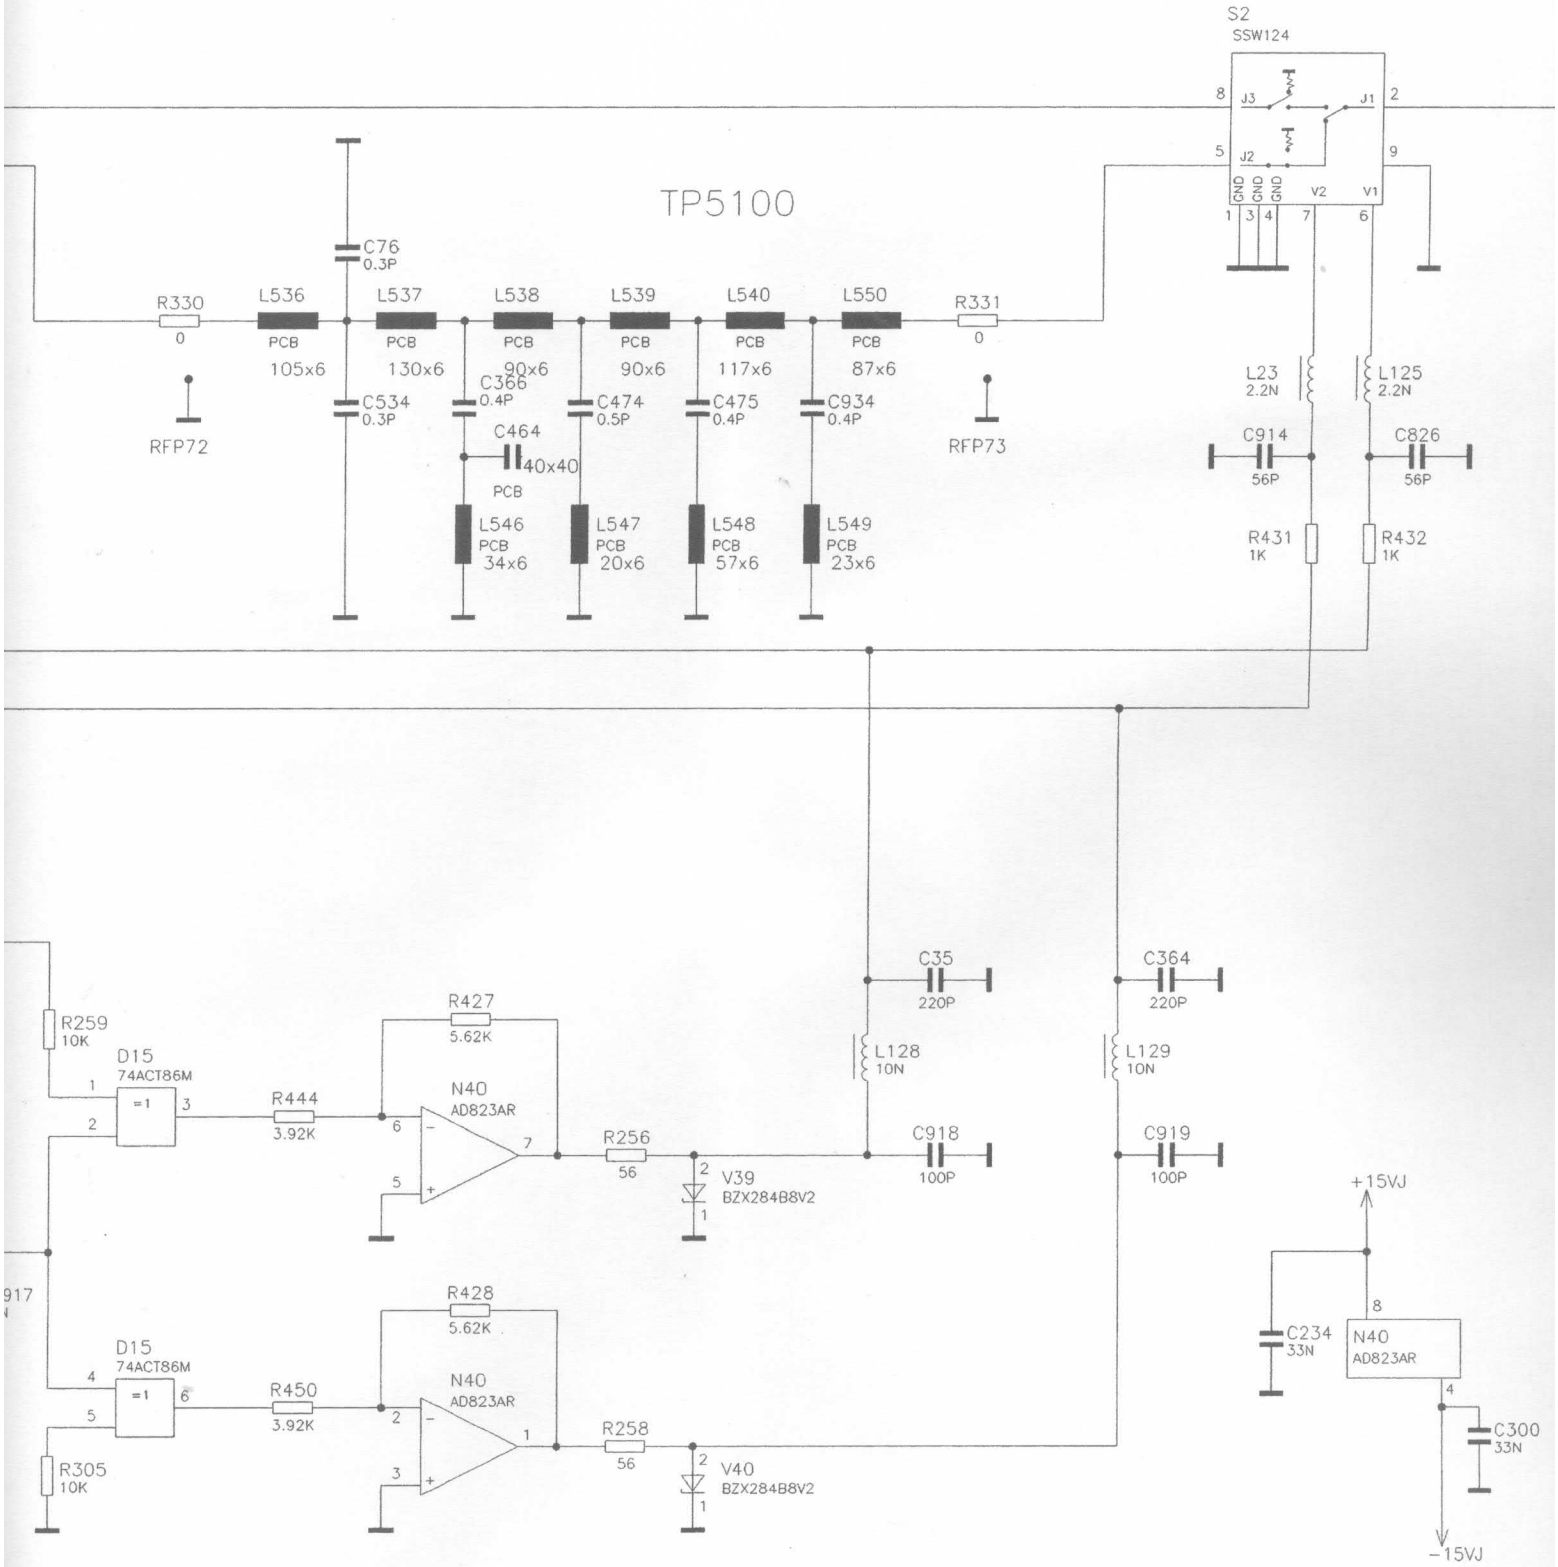 S2
SSW124
8
J3
J1
2
5
J2
9
GND
GND
GND
V2
V1
1
3
4
7
6
TP5100
C76
0.3P
R330
0
L536
PCB
105x6
L537
PCB
130x6
L538
PCB
90x6
L539
PCB
90x6
L540
PCB
117x6
L550
PCB
87x6
R331
0
RFP72
C534
0.3P
C366
0.4P
C464
40x40
PCB
C474
0.5P
C475
0.4P
C934
0.4P
RFP73
L546
PCB
34x6
L547
PCB
20x6
L548
PCB
57x6
L549
PCB
23x6
L23
2.2N
L125
2.2N
C914
56P
C826
56P
R431
1K
R432
1K
C35
220P
C364
220P
L128
10N
L129
10N
C918
100P
C919
100P
R259
10K
D15
74ACT86M
1
2
=1
3
R444
3.92K
R427
5.62K
N40
AD823AR
6
−
5
+
7
R256
56
2
V39
BZX284B8V2
1
917
D15
74ACT86M
4
5
=1
6
R305
10K
R450
3.92K
R428
5.62K
N40
AD823AR
2
−
3
+
1
R258
56
2
V40
BZX284B8V2
1
+15VJ
8
C234
33N
N40
AD823AR
4
C300
33N
−15VJ